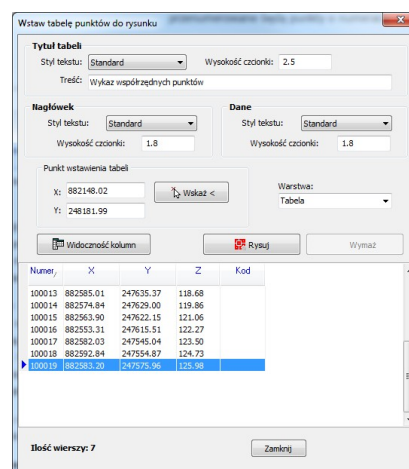 Wstaw tabelę punktów do rysunku
Tytuł tabeli
Styl tekstu: Standard Wysokość czcionki: 2.5
Treść: Wykaz współrzędnych punktów
Nagłówek Dane
Styl tekstu: Standard Styl tekstu: Standard
Wysokość czcionki: 1.8 Wysokość czcionki: 1.8
Punkt wstawienia tabeli
X: 882148.02 Wskaż < Warstwa:
Y: 248181.99 Tabela
Widoczność kolumn Rysuj Wymaż
Numer X Y Z Kod
100013 882585.01 247635.37 118.68
100014 882574.84 247629.00 119.86
100015 882563.90 247622.15 121.06
100016 882553.31 247615.51 122.27
100017 882582.03 247545.04 123.50
100018 882592.84 247554.87 124.73
100019 882583.20 247575.96 125.98
Ilość wierszy: 7 Zamknij